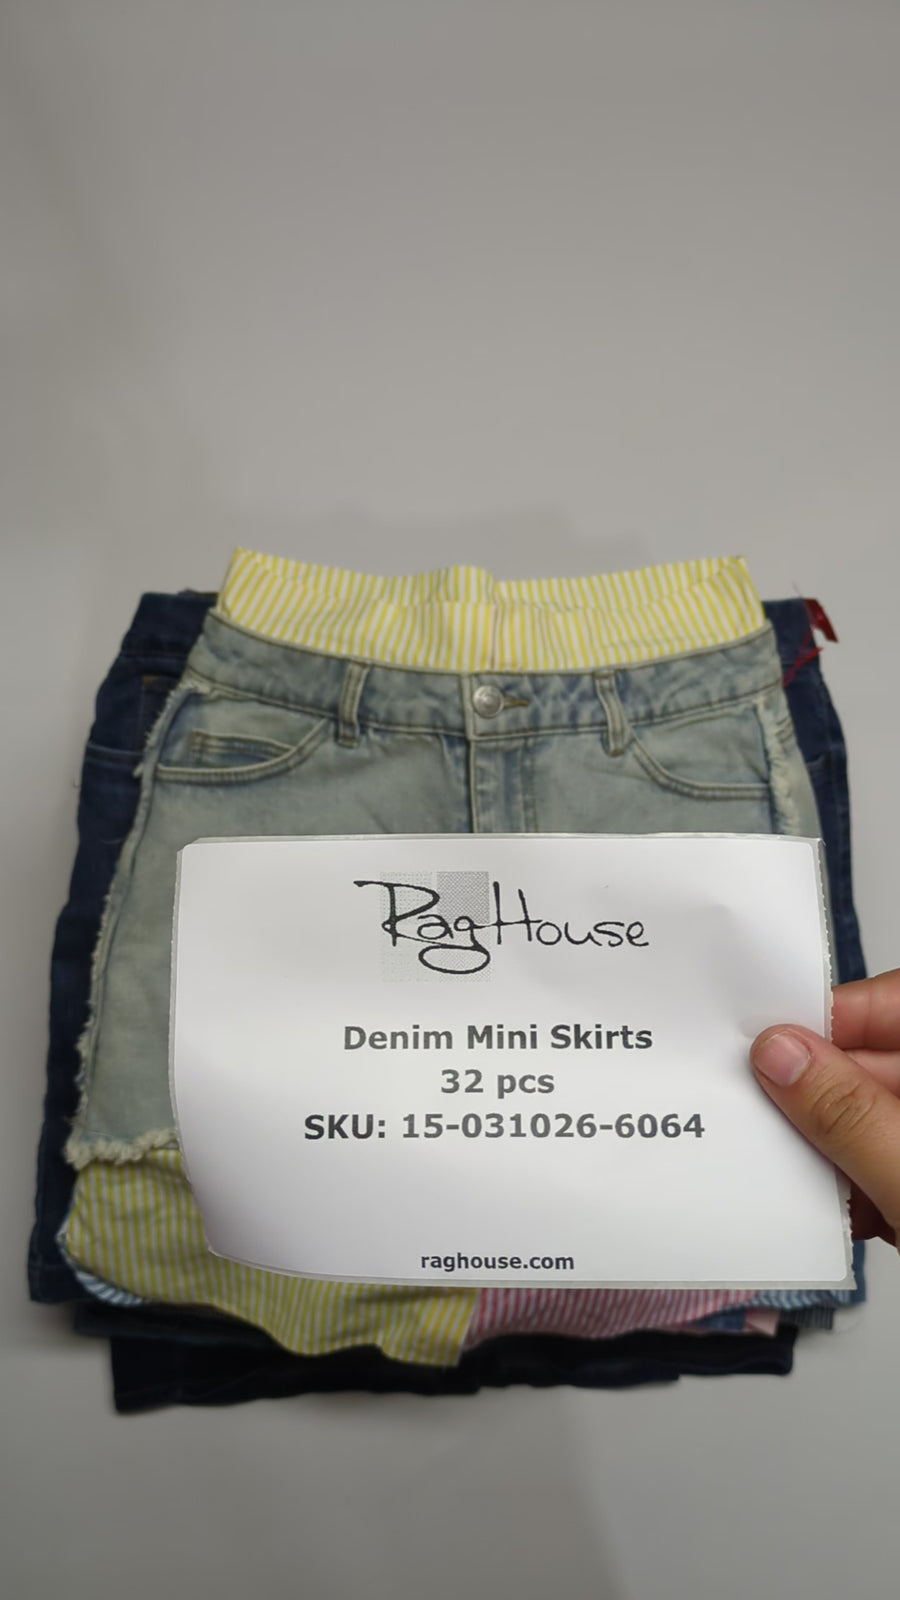 RagHouse
Denim Mini Skirts
32 pcs
SKU: 15-031026-6064
raghouse.com